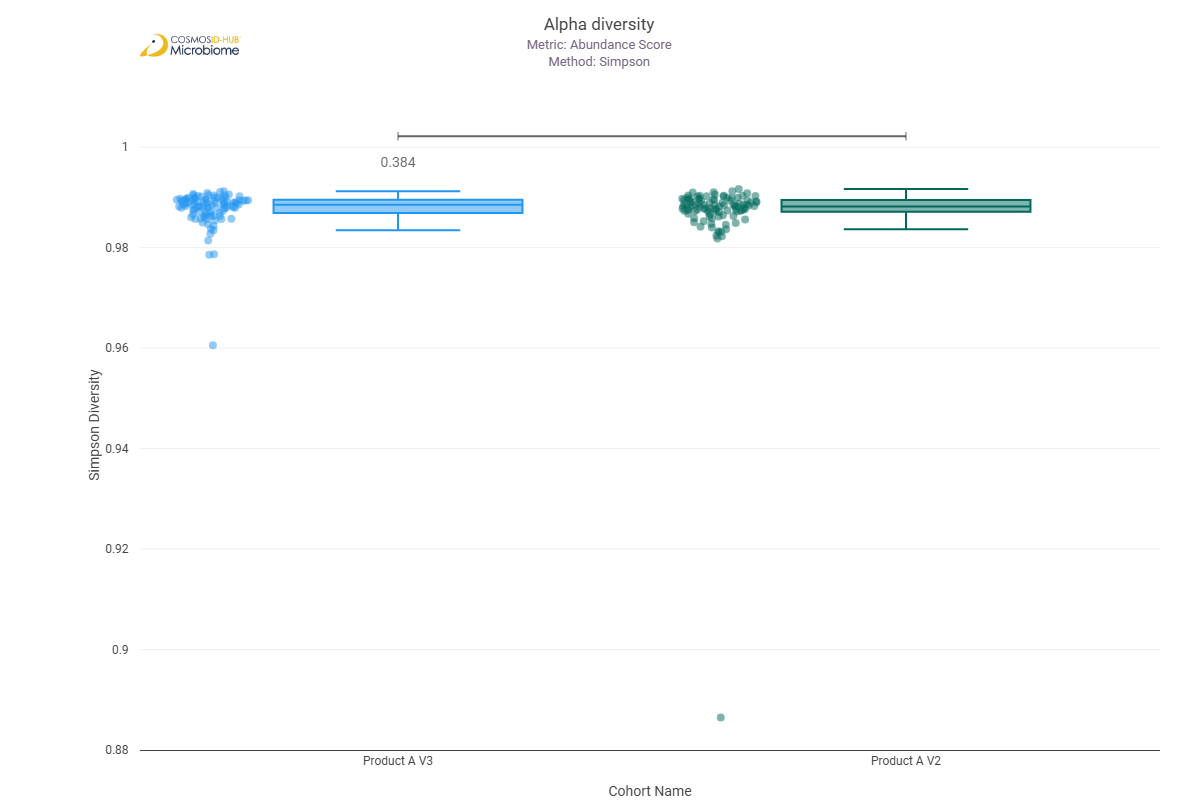 Alpha diversity
Metric: Abundance Score
Method: Simpson
COSMOSID-HUB
Microbiome
1
0.384
0.98
0.96
0.94
0.92
0.9
0.88
Simpson Diversity
Product A V3
Product A V2
Cohort Name